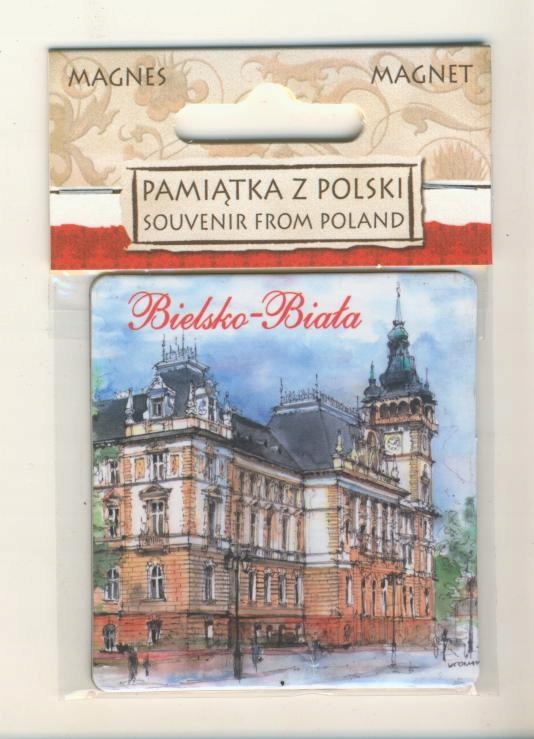 MAGNES
MAGNET
PAMIĄTKA Z POLSKI
SOUVENIR FROM POLAND
Bielsko-Biała